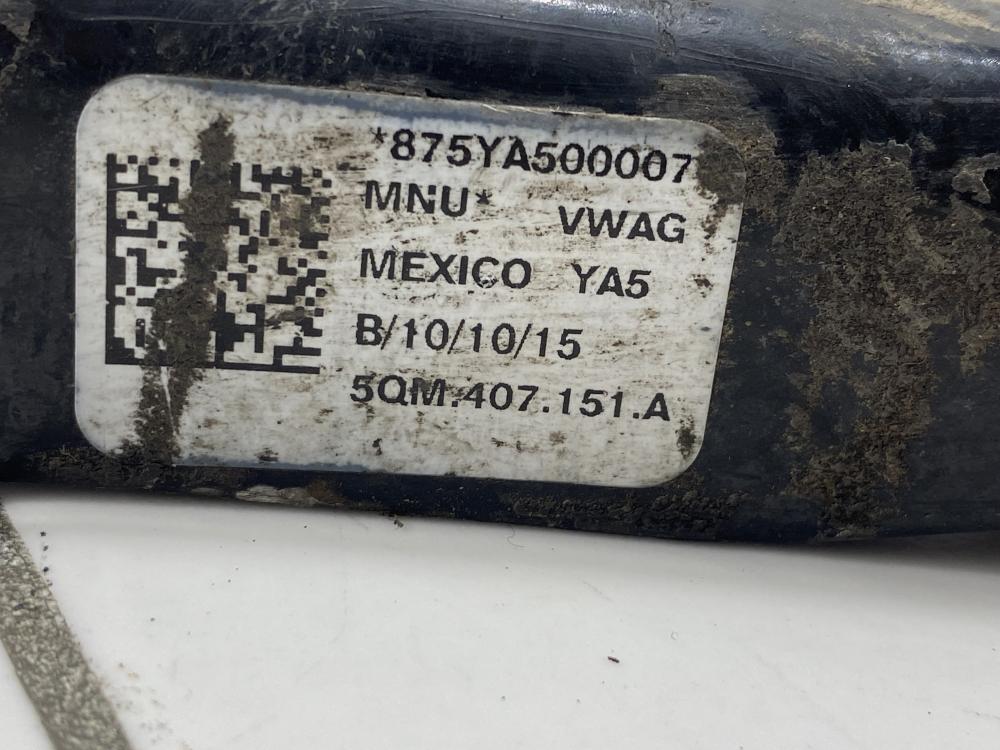 *875YA500007
MNU* VWAG
MEXICO YA5
B/10/10/15
5QM.407.151.A